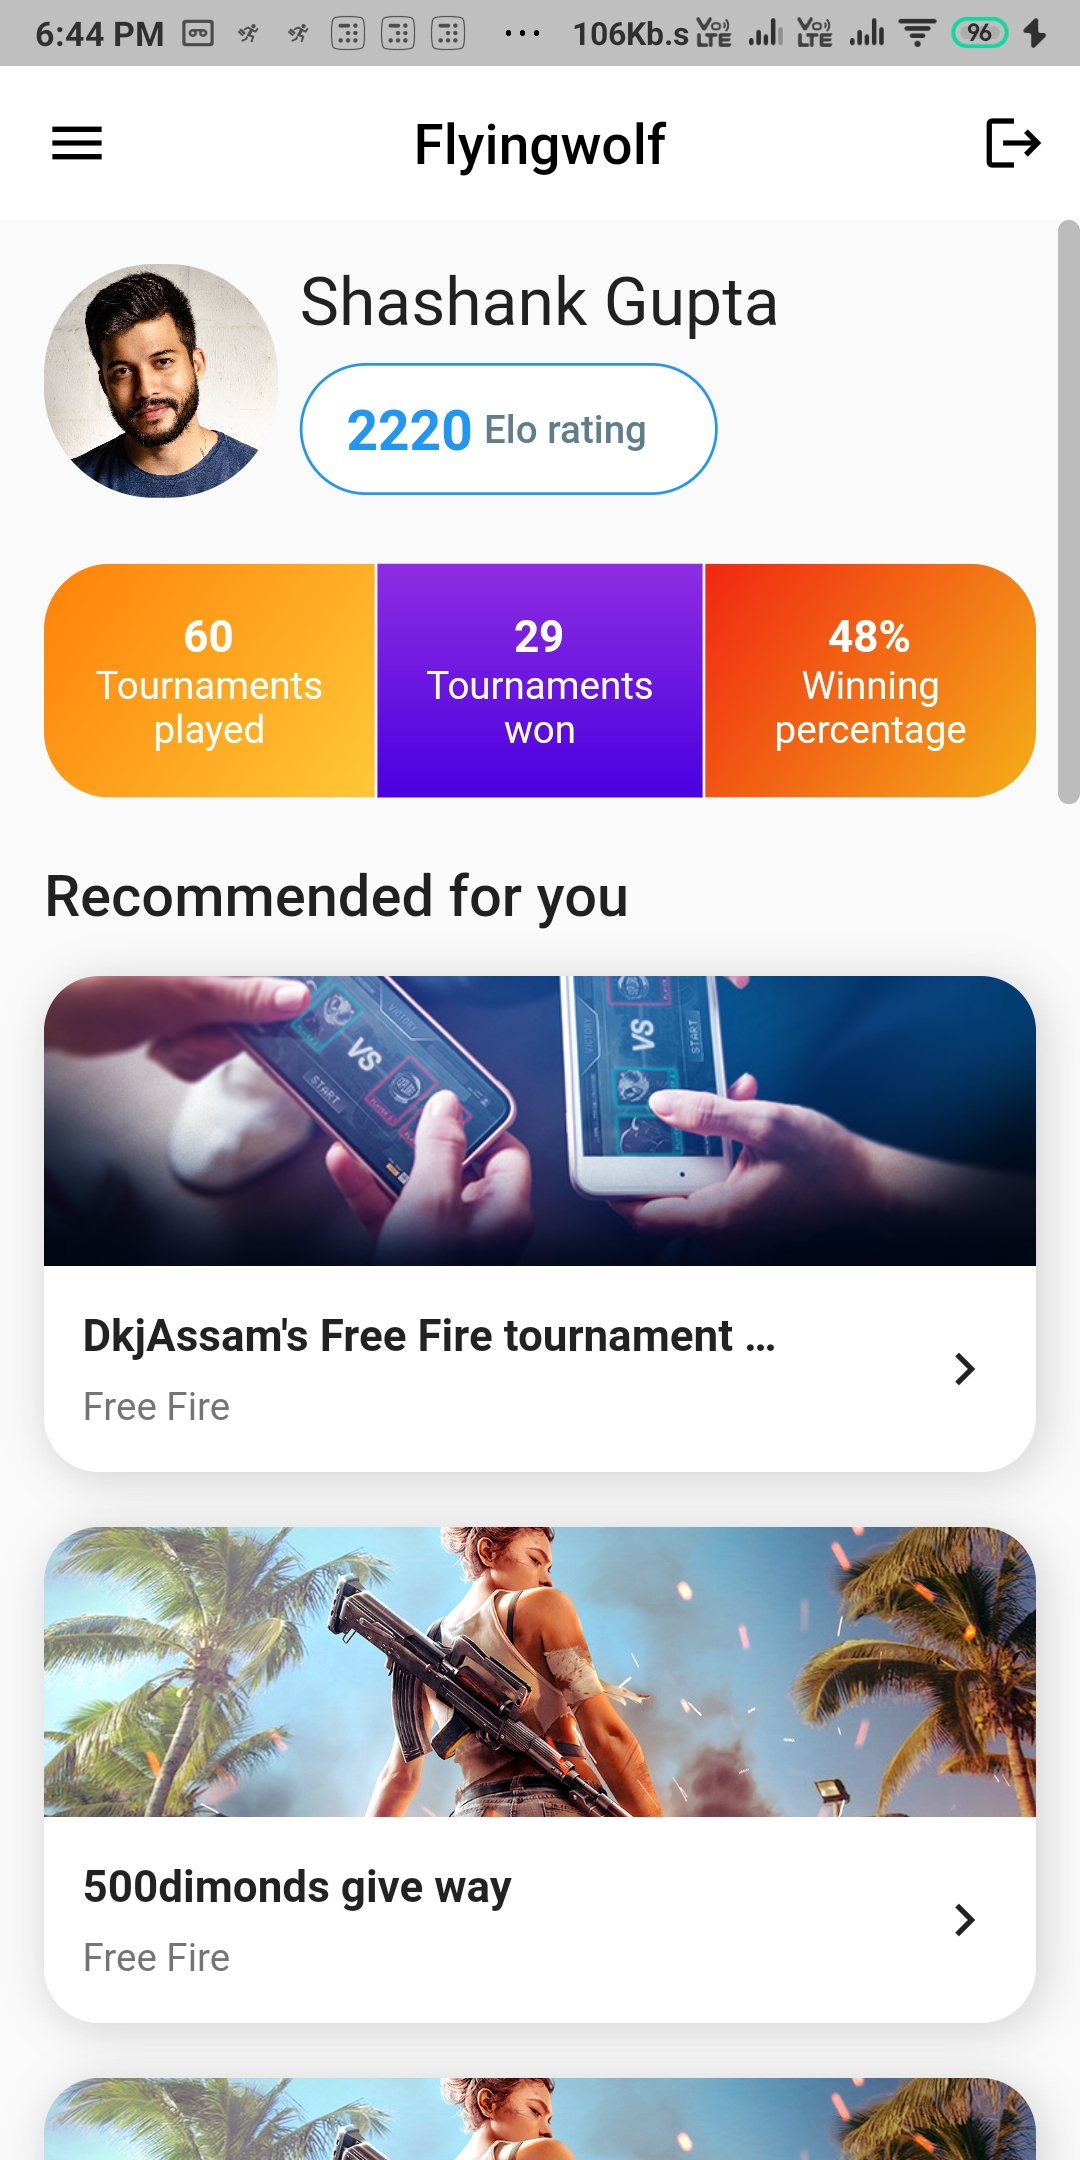 6:44 PM ... 106Kb.s Vo) LTE Vo) LTE 96
Flyingwolf
Shashank Gupta
2220 Elo rating
60
Tournaments
played
29
Tournaments
won
48%
Winning
percentage
Recommended for you
VICTORY
VS
START
VICTORY
VS
START
DkjAssam's Free Fire tournament ...
Free Fire
500dimonds give way
Free Fire